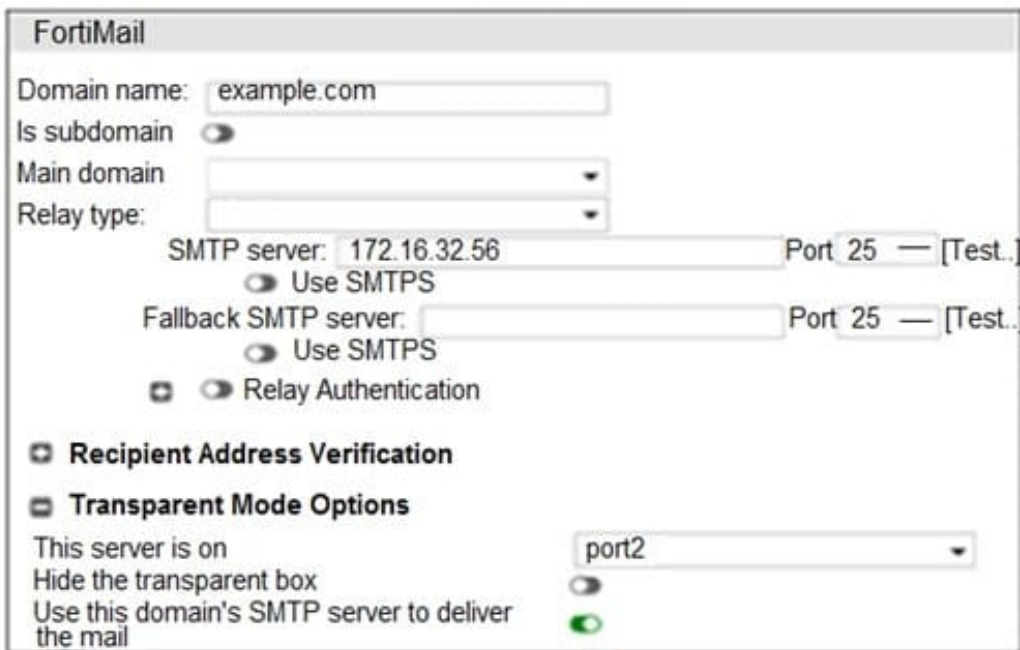 FortiMail
Domain name: example.com
Is subdomain
Main domain
Relay type:
SMTP server: 172.16.32.56 Port 25 [Test..]
Use SMTPS
Fallback SMTP server: Port 25 [Test..]
Use SMTPS
Relay Authentication
Recipient Address Verification
Transparent Mode Options
This server is on port2
Hide the transparent box
Use this domain's SMTP server to deliver
the mail